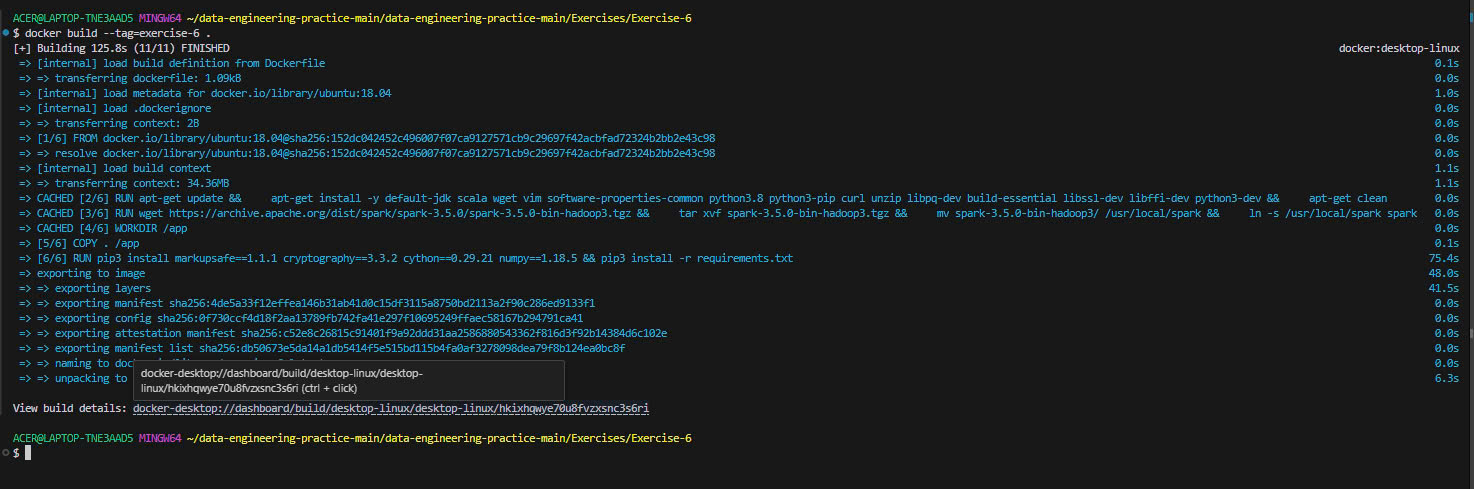 ACER@LAPTOP-TNE3AAD5 MINGW64 ~/data-engineering-practice-main/data-engineering-practice-main/Exercises/Exercise-6
$ docker build --tag=exercise-6 .
[+] Building 125.8s (11/11) FINISHED docker:desktop-linux
=> [internal] load build definition from Dockerfile 0.1s
=> => transferring dockerfile: 1.09kB 0.0s
=> [internal] load metadata for docker.io/library/ubuntu:18.04 1.0s
=> [internal] load .dockerignore 0.0s
=> => transferring context: 2B 0.0s
=> [1/6] FROM docker.io/library/ubuntu:18.04@sha256:152dc042452c496007f07ca9127571cb9c29697f42acbfad72324b2bb2e43c98 0.0s
=> => resolve docker.io/library/ubuntu:18.04@sha256:152dc042452c496007f07ca9127571cb9c29697f42acbfad72324b2bb2e43c98 0.0s
=> [internal] load build context 1.1s
=> => transferring context: 34.36MB 1.1s
=> CACHED [2/6] RUN apt-get update && apt-get install -y default-jdk scala wget vim software-properties-common python3.8 python3-pip curl unzip libpq-dev build-essential libssl-dev libffi-dev python3-dev && apt-get clean 0.0s
=> CACHED [3/6] RUN wget https://archive.apache.org/dist/spark/spark-3.5.0/spark-3.5.0-bin-hadoop3.tgz && tar xvf spark-3.5.0-bin-hadoop3.tgz && mv spark-3.5.0-bin-hadoop3/ /usr/local/spark && ln -s /usr/local/spark spark 0.0s
=> CACHED [4/6] WORKDIR /app 0.0s
=> [5/6] COPY . /app 0.1s
=> [6/6] RUN pip3 install markupsafe==1.1.1 cryptography==3.3.2 cython==0.29.21 numpy==1.18.5 && pip3 install -r requirements.txt 75.4s
=> exporting to image 48.0s
=> => exporting layers 41.5s
=> => exporting manifest sha256:4de5a33f12effea146b31ab41d0c15df3115a8750bd2113a2f90c286ed9133f1 0.0s
=> => exporting config sha256:0f730ccf4d18f2aa13789fb742fa41e297f10695249ffaec58167b294791ca41 0.0s
=> => exporting attestation manifest sha256:c52e8c26815c91401f9a92ddd31aa2586880543362f816d3f92b14384d6c102e 0.0s
=> => exporting manifest list sha256:db50673e5da14a1db5414f5e515bd115b4fa0af3278098dea79f8b124ea0bc8f 0.0s
=> => naming to 0.0s
=> => unpacking to 6.3s
docker-desktop://dashboard/build/desktop-linux/desktop-
linux/hkixhqwye70u8fvzxsnc3s6ri (ctrl + click)
View build details: docker-desktop://dashboard/build/desktop-linux/desktop-linux/hkixhqwye70u8fvzxsnc3s6ri
ACER@LAPTOP-TNE3AAD5 MINGW64 ~/data-engineering-practice-main/data-engineering-practice-main/Exercises/Exercise-6
$